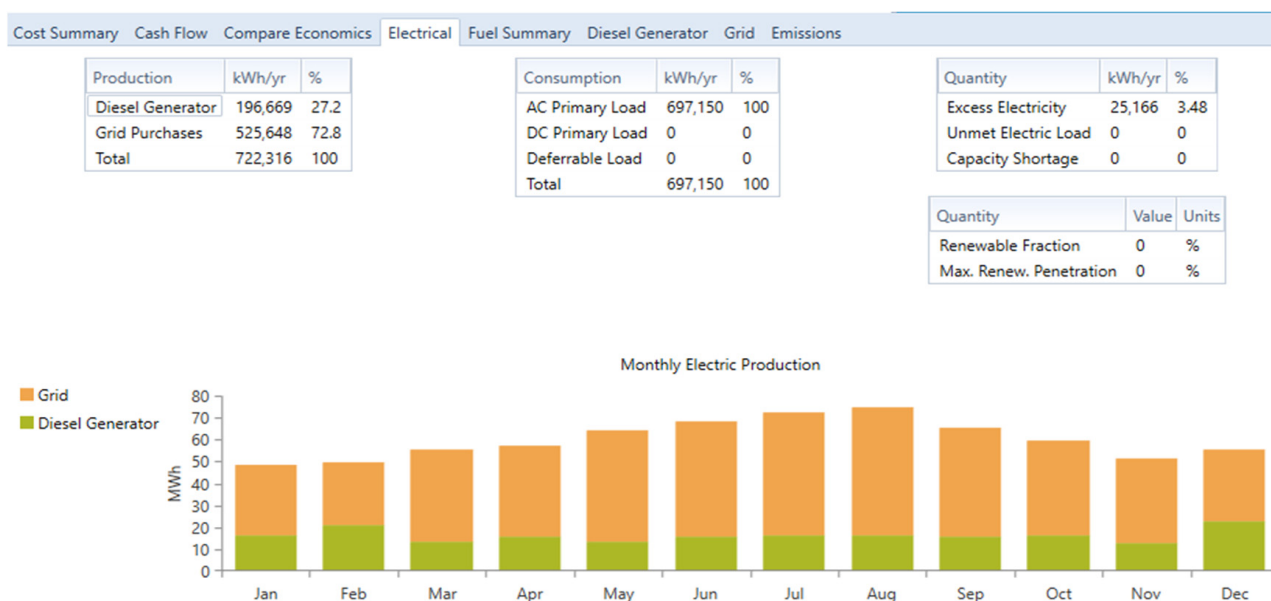 Cost Summary Cash Flow Compare Economics Electrical Fuel Summary Diesel Generator Grid Emissions
Production kWh/yr %
Diesel Generator 196,669 27.2
Grid Purchases 525,648 72.8
Total 722,316 100
Consumption kWh/yr %
AC Primary Load 697,150 100
DC Primary Load 0 0
Deferrable Load 0 0
Total 697,150 100
Quantity kWh/yr %
Excess Electricity 25,166 3.48
Unmet Electric Load 0 0
Capacity Shortage 0 0
Quantity Value Units
Renewable Fraction 0 %
Max. Renew. Penetration 0 %
Monthly Electric Production
Grid
Diesel Generator
MWh
80
70
60
50
40
30
20
10
0
Jan Feb Mar Apr May Jun Jul Aug Sep Oct Nov Dec